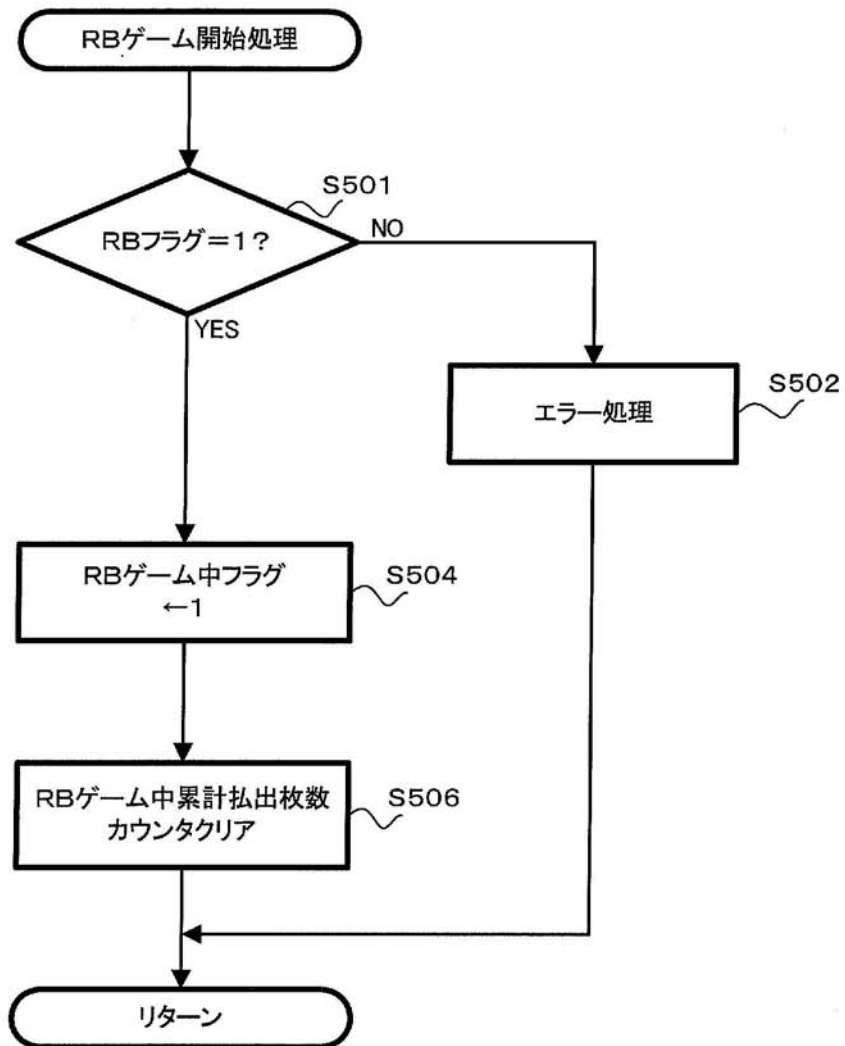 RBゲーム開始処理
S501
RBフラグ＝1？
NO
YES
S502
エラー処理
RBゲーム中フラグ
←1
S504
RBゲーム中累計払出枚数
カウンタクリア
S506
リターン